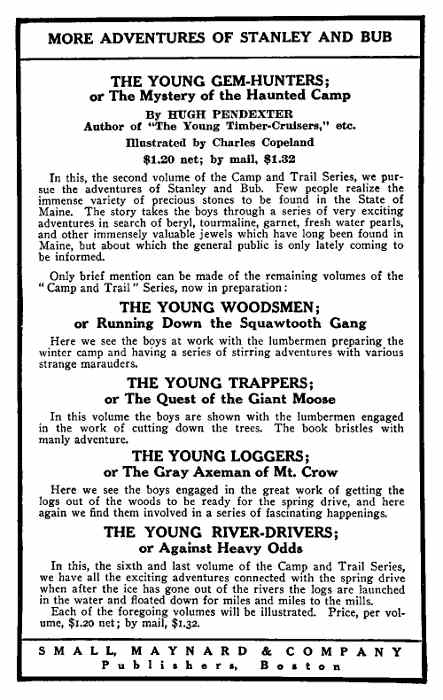 MORE ADVENTURES OF STANLEY AND BUB
THE YOUNG GEM-HUNTERS;
or The Mystery of the Haunted Camp
By HUGH PENDEXTER
Author of "The Young Timber-Cruisers," etc.
Illustrated by Charles Copeland
$1.20 net; by mail, $1.32
In this, the second volume of the Camp and Trail Series, we pur-
sue the adventures of Stanley and Bub. Few people realize the
immense variety of precious stones to be found in the State of
Maine. The story takes the boys through a series of very exciting
adventures in search of beryl, tourmaline, garnet, fresh water pearls,
and other immensely valuable jewels which have long been found in
Maine, but about which the general public is only lately coming to
be informed.
Only brief mention can be made of the remaining volumes of the
"Camp and Trail" Series, now in preparation:
THE YOUNG WOODSMEN;
or Running Down the Squawtooth Gang
Here we see the boys at work with the lumbermen preparing the
winter camp and having a series of stirring adventures with various
strange marauders.
THE YOUNG TRAPPERS;
or The Quest of the Giant Moose
In this volume the boys are shown with the lumbermen engaged
in the work of cutting down the trees. The book bristles with
manly adventure.
THE YOUNG LOGGERS;
or The Gray Axeman of Mt. Crow
Here we see the boys engaged in the great work of getting the
logs out of the woods to be ready for the spring drive, and here
again we find them involved in a series of fascinating happenings.
THE YOUNG RIVER-DRIVERS;
or Against Heavy Odds
In this, the sixth and last volume of the Camp and Trail Series,
we have all the exciting adventures connected with the spring drive
when after the ice has gone out of the rivers the logs are launched
in the water and floated down for miles and miles to the mills.
Each of the foregoing volumes will be illustrated. Price, per vol-
ume, $1.20 net; by mail, $1.32.
SMALL, MAYNARD & COMPANY
Publishers, Boston